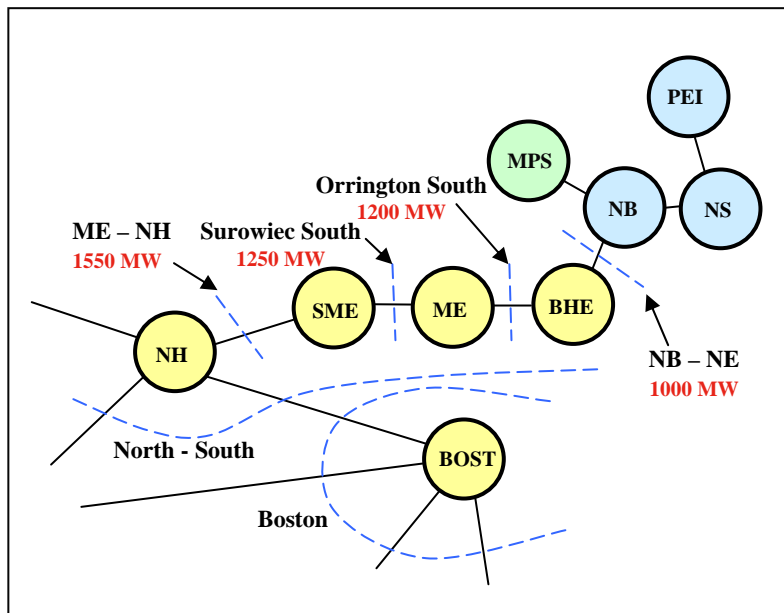 PEI
MPS
Orrington South
1200 MW
NB
NS
ME – NH
1550 MW
Surowiec South
1250 MW
SME
ME
BHE
NH
NB – NE
1000 MW
North - South
BOST
Boston